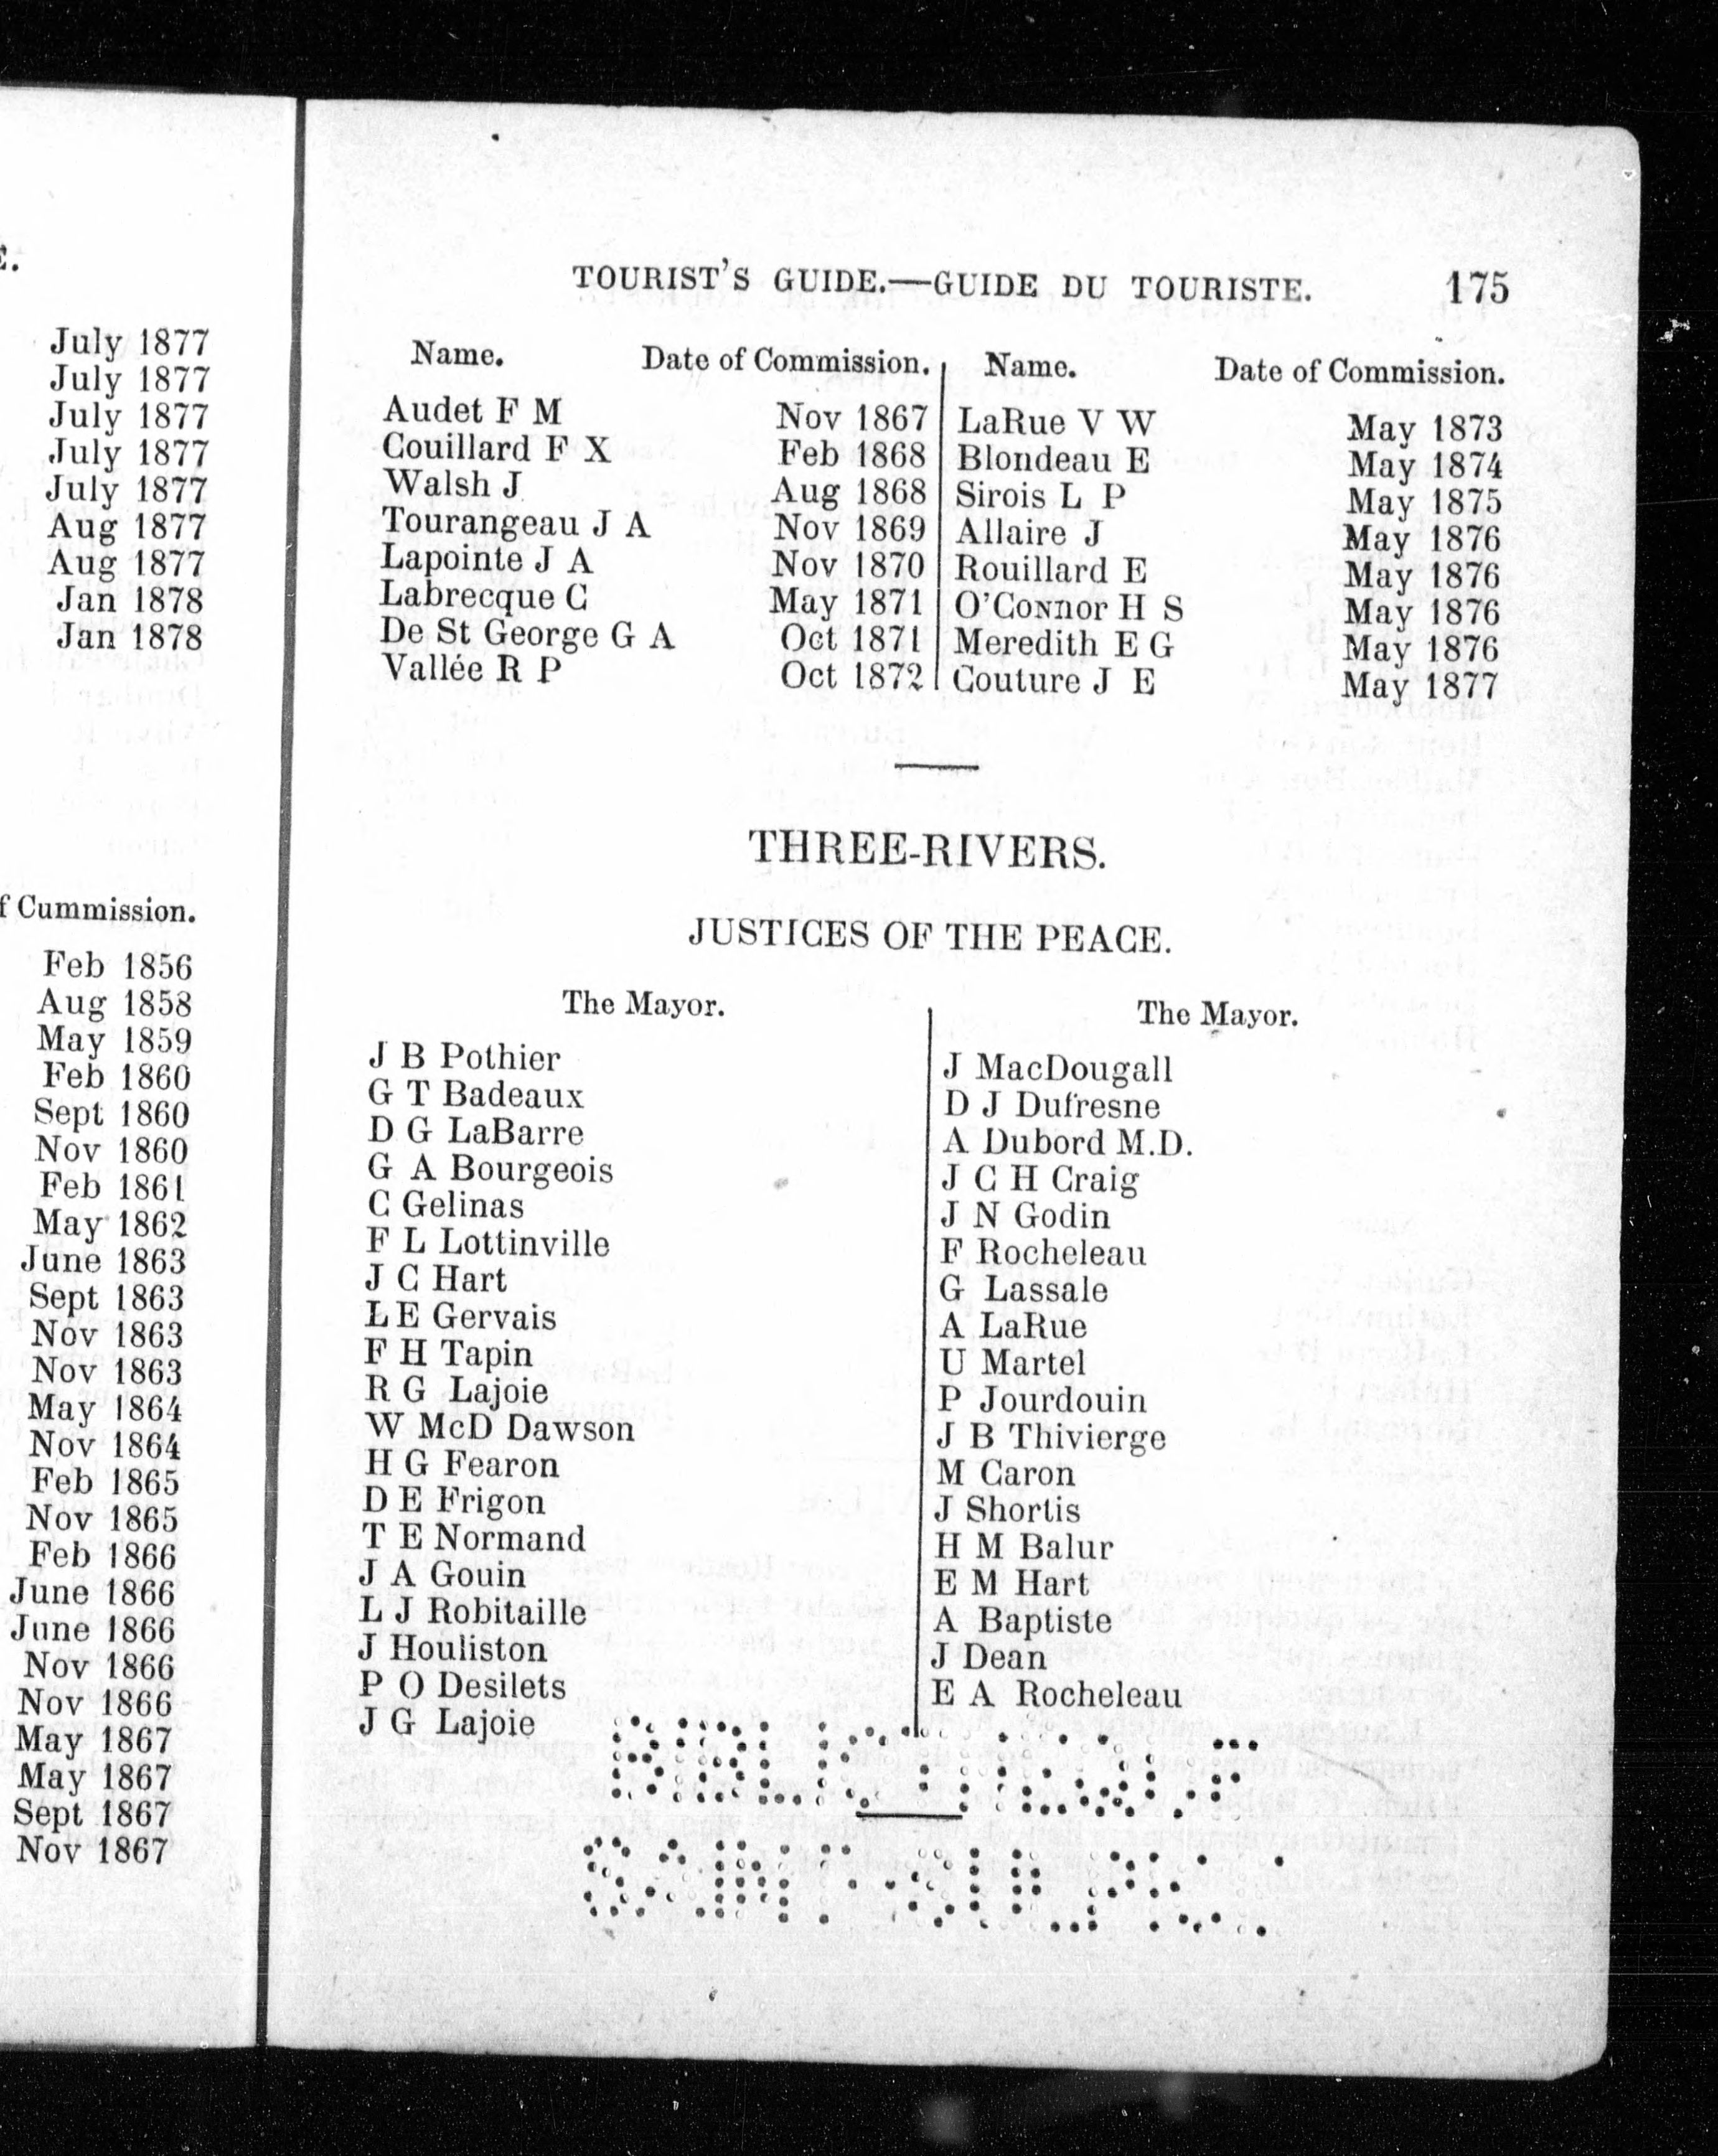 E.
July 1877
July 1877
July 1877
July 1877
July 1877
Aug 1877
Aug 1877
Jan 1878
Jan 1878
f Cummission.
Feb 1856
Aug 1858
May 1859
Feb 1860
Sept 1860
Nov 1860
Feb 1861
May 1862
June 1863
Sept 1863
Nov 1863
Nov 1863
May 1864
Nov 1864
Feb 1865
Nov 1865
Feb 1866
June 1866
June 1866
Nov 1866
Nov 1866
May 1867
May 1867
Sept 1867
Nov 1867
TOURIST'S GUIDE.—GUIDE DU TOURISTE. 175
Name. Date of Commission.
Audet F M Nov 1867
Couillard F X Feb 1868
Walsh J Aug 1868
Tourangeau J A Nov 1869
Lapointe J A Nov 1870
Labrecque C May 1871
De St George G A Oct 1871
Vallée R P Oct 1872
Name. Date of Commission.
LaRue V W May 1873
Blondeau E May 1874
Sirois L P May 1875
Allaire J May 1876
Rouillard E May 1876
O'Connor H S May 1876
Meredith E G May 1876
Couture J E May 1877
THREE-RIVERS.
JUSTICES OF THE PEACE.
The Mayor.
J B Pothier
G T Badeaux
D G LaBarre
G A Bourgeois
C Gelinas
F L Lottinville
J C Hart
L E Gervais
F H Tapin
R G Lajoie
W McD Dawson
H G Fearon
D E Frigon
T E Normand
J A Gouin
L J Robitaille
J Houliston
P O Desilets
J G Lajoie
The Mayor.
J MacDougall
D J Dufresne
A Dubord M.D.
J C H Craig
J N Godin
F Rocheleau
G Lassale
A LaRue
U Martel
P Jourdouin
J B Thivierge
M Caron
J Shortis
H M Balur
E M Hart
A Baptiste
J Dean
E A Rocheleau